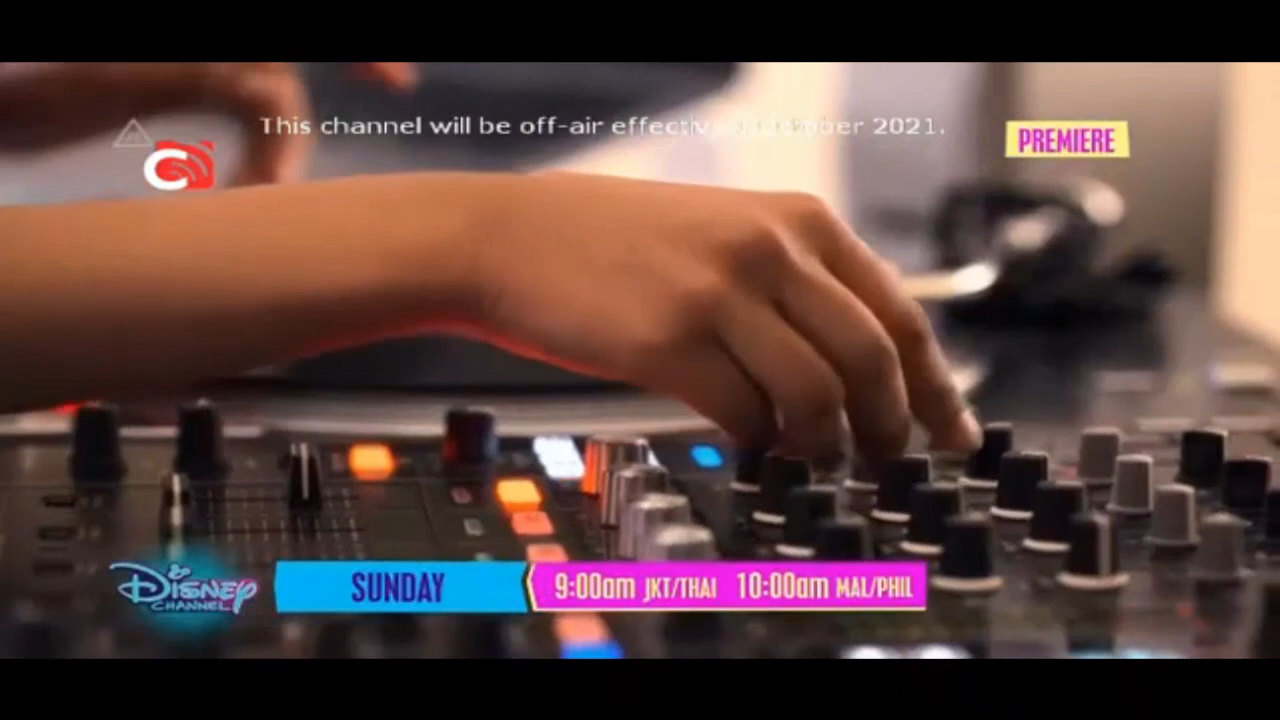 This channel will be off-air effective October 2021.
PREMIERE
DISNEY
CHANNEL
SUNDAY
9:00am JKT/THAI 10:00am MAL/PHIL